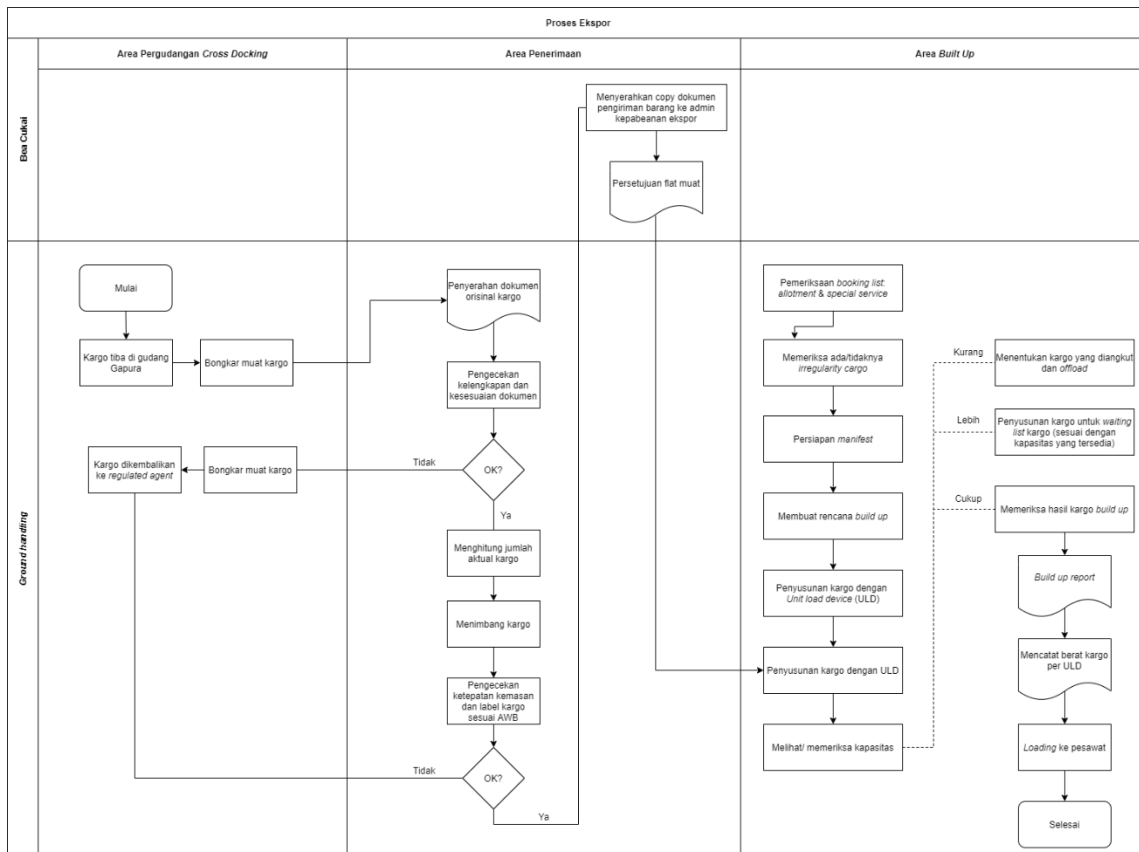 Proses Ekspor
Area Pergudangan Cross Docking
Area Penerimaan
Area Built Up
Bea Cukai
Menyerahkan copy dokumen
pengiriman barang ke admin
kepabeanan ekspor
Persetujuan fiat muat
Ground handling
Mulai
Kargo tiba di gudang
Gapura
Bongkar muat kargo
Kargo dikembalikan
ke regulated agent
Bongkar muat kargo
Penyerahan dokumen
orisinal kargo
Pengecekan
kelengkapan dan
kesesuaian dokumen
OK?
Tidak
Ya
Menghitung jumlah
aktual kargo
Menimbang kargo
Pengecekan
ketepatan kemasan
dan label kargo
sesuai AWB
OK?
Tidak
Ya
Pemeriksaan booking list:
allotment & special service
Memeriksa ada/tidaknya
irregularity cargo
Persiapan manifest
Membuat rencana build up
Penyusunan kargo dengan
Unit load device (ULD)
Penyusunan kargo dengan ULD
Melihat/ memeriksa kapasitas
Kurang
Menentukan kargo yang diangkut
dan offload
Lebih
Penyusunan kargo untuk waiting
list kargo (sesuai dengan
kapasitas yang tersedia)
Cukup
Memeriksa hasil kargo build up
Build up report
Mencatat berat kargo
per ULD
Loading ke pesawat
Selesai